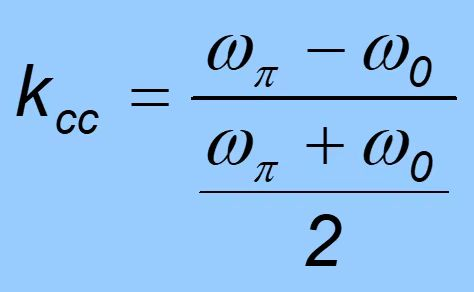 k_cc = (ω_π − ω_0) / ((ω_π + ω_0) / 2)